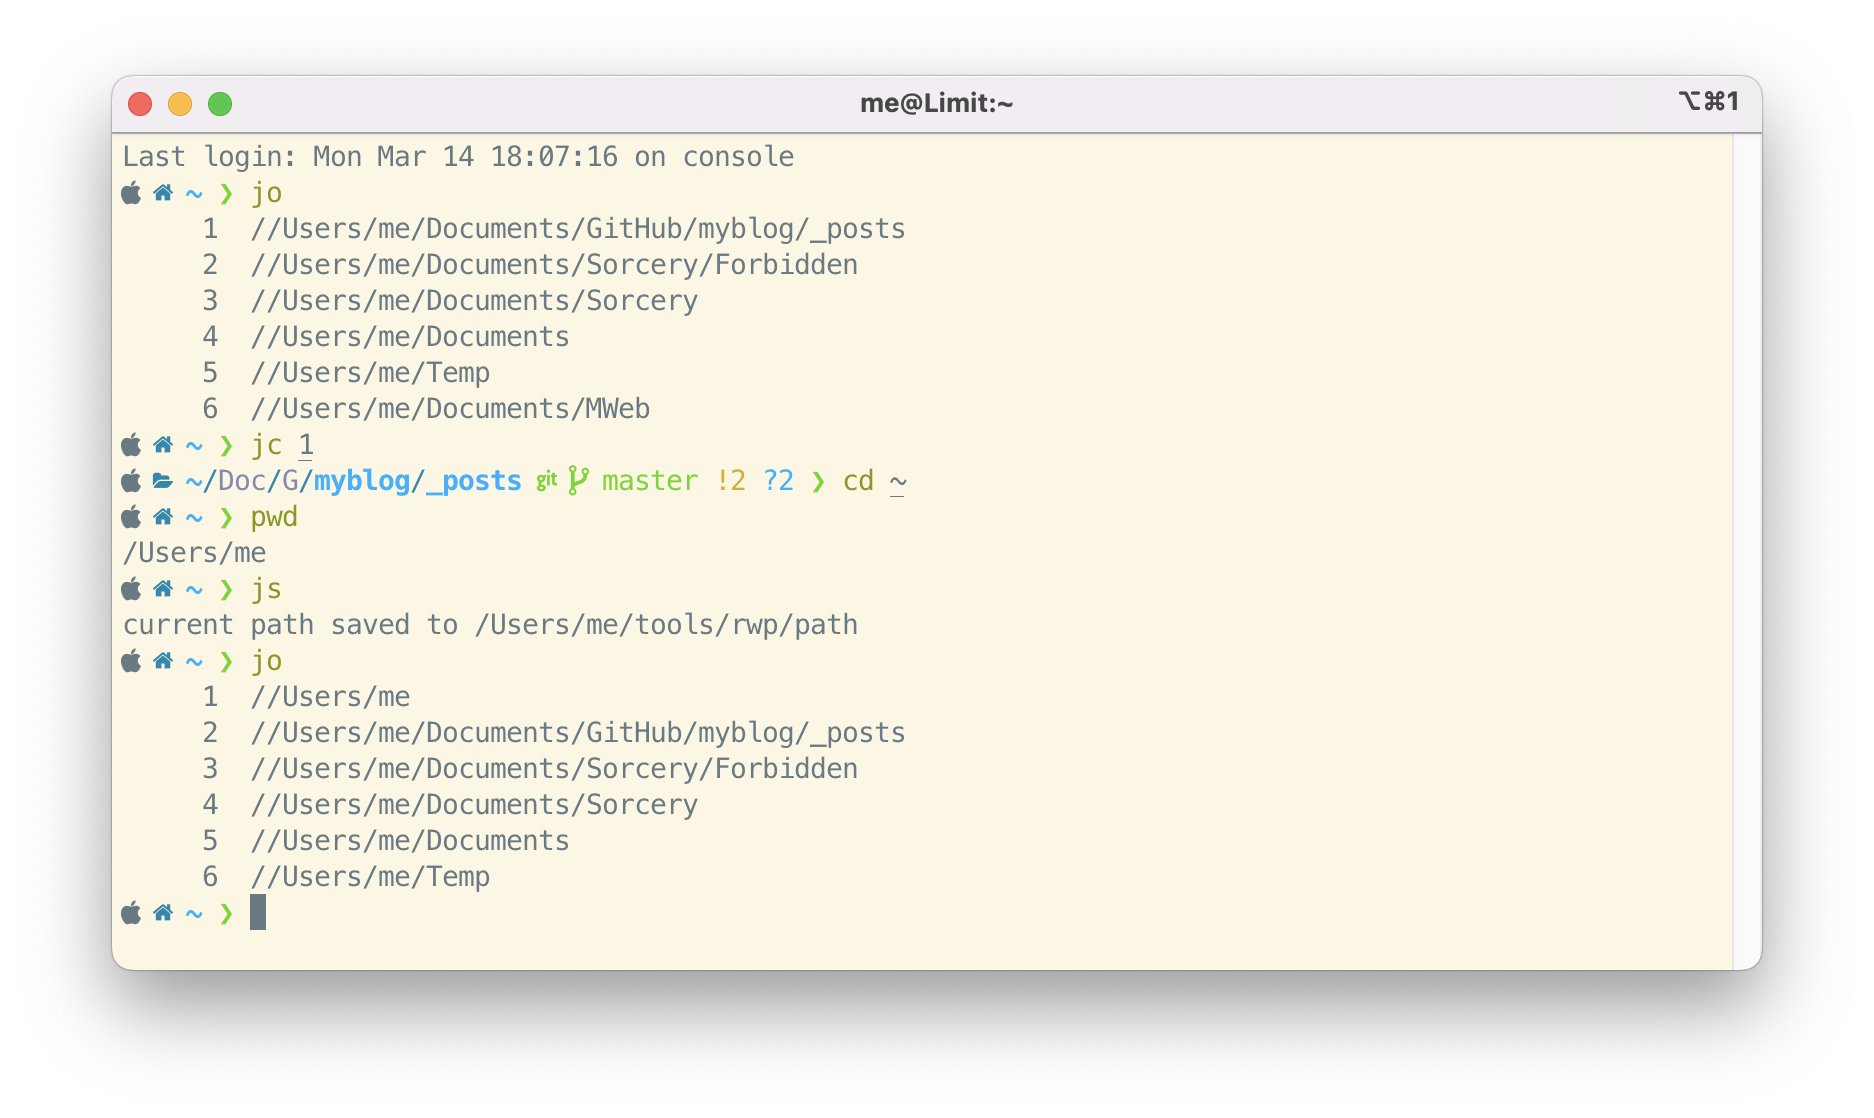 me@Limit:~ ⌥⌘1
Last login: Mon Mar 14 18:07:16 on console
~ ❯ jo
1 //Users/me/Documents/GitHub/myblog/_posts
2 //Users/me/Documents/Sorcery/Forbidden
3 //Users/me/Documents/Sorcery
4 //Users/me/Documents
5 //Users/me/Temp
6 //Users/me/Documents/MWeb
~ ❯ jc 1
~/Doc/G/myblog/_posts git master !2 ?2 ❯ cd ~
~ ❯ pwd
/Users/me
~ ❯ js
current path saved to /Users/me/tools/rwp/path
~ ❯ jo
1 //Users/me
2 //Users/me/Documents/GitHub/myblog/_posts
3 //Users/me/Documents/Sorcery/Forbidden
4 //Users/me/Documents/Sorcery
5 //Users/me/Documents
6 //Users/me/Temp
~ ❯